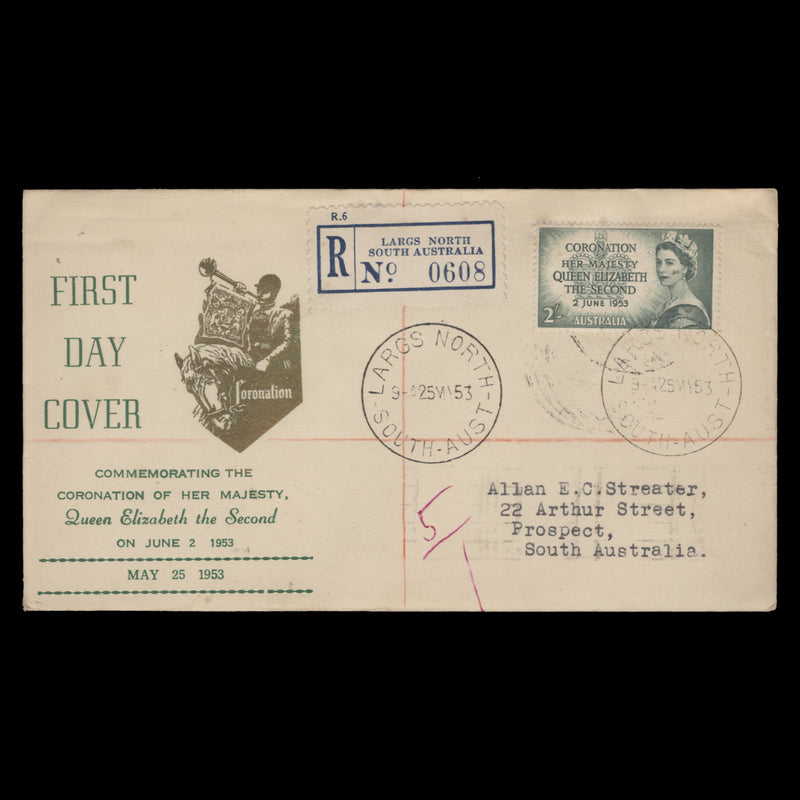 FIRST
DAY
COVER
Coronation
COMMEMORATING THE
CORONATION OF HER MAJESTY,
Queen Elizabeth the Second
ON JUNE 2 1953
MAY 25 1953
R.6
R
LARGS NORTH
SOUTH AUSTRALIA
No 0608
CORONATION
OF
HER MAJESTY
QUEEN ELIZABETH
THE SECOND
2 JUNE 1953
2/- AUSTRALIA
LARGS NORTH
9-A25MY53
SOUTH-AUST
LARGS NORTH
9-A25MY53
SOUTH-AUST
5
Allan E.C.Streater,
22 Arthur Street,
Prospect,
South Australia.